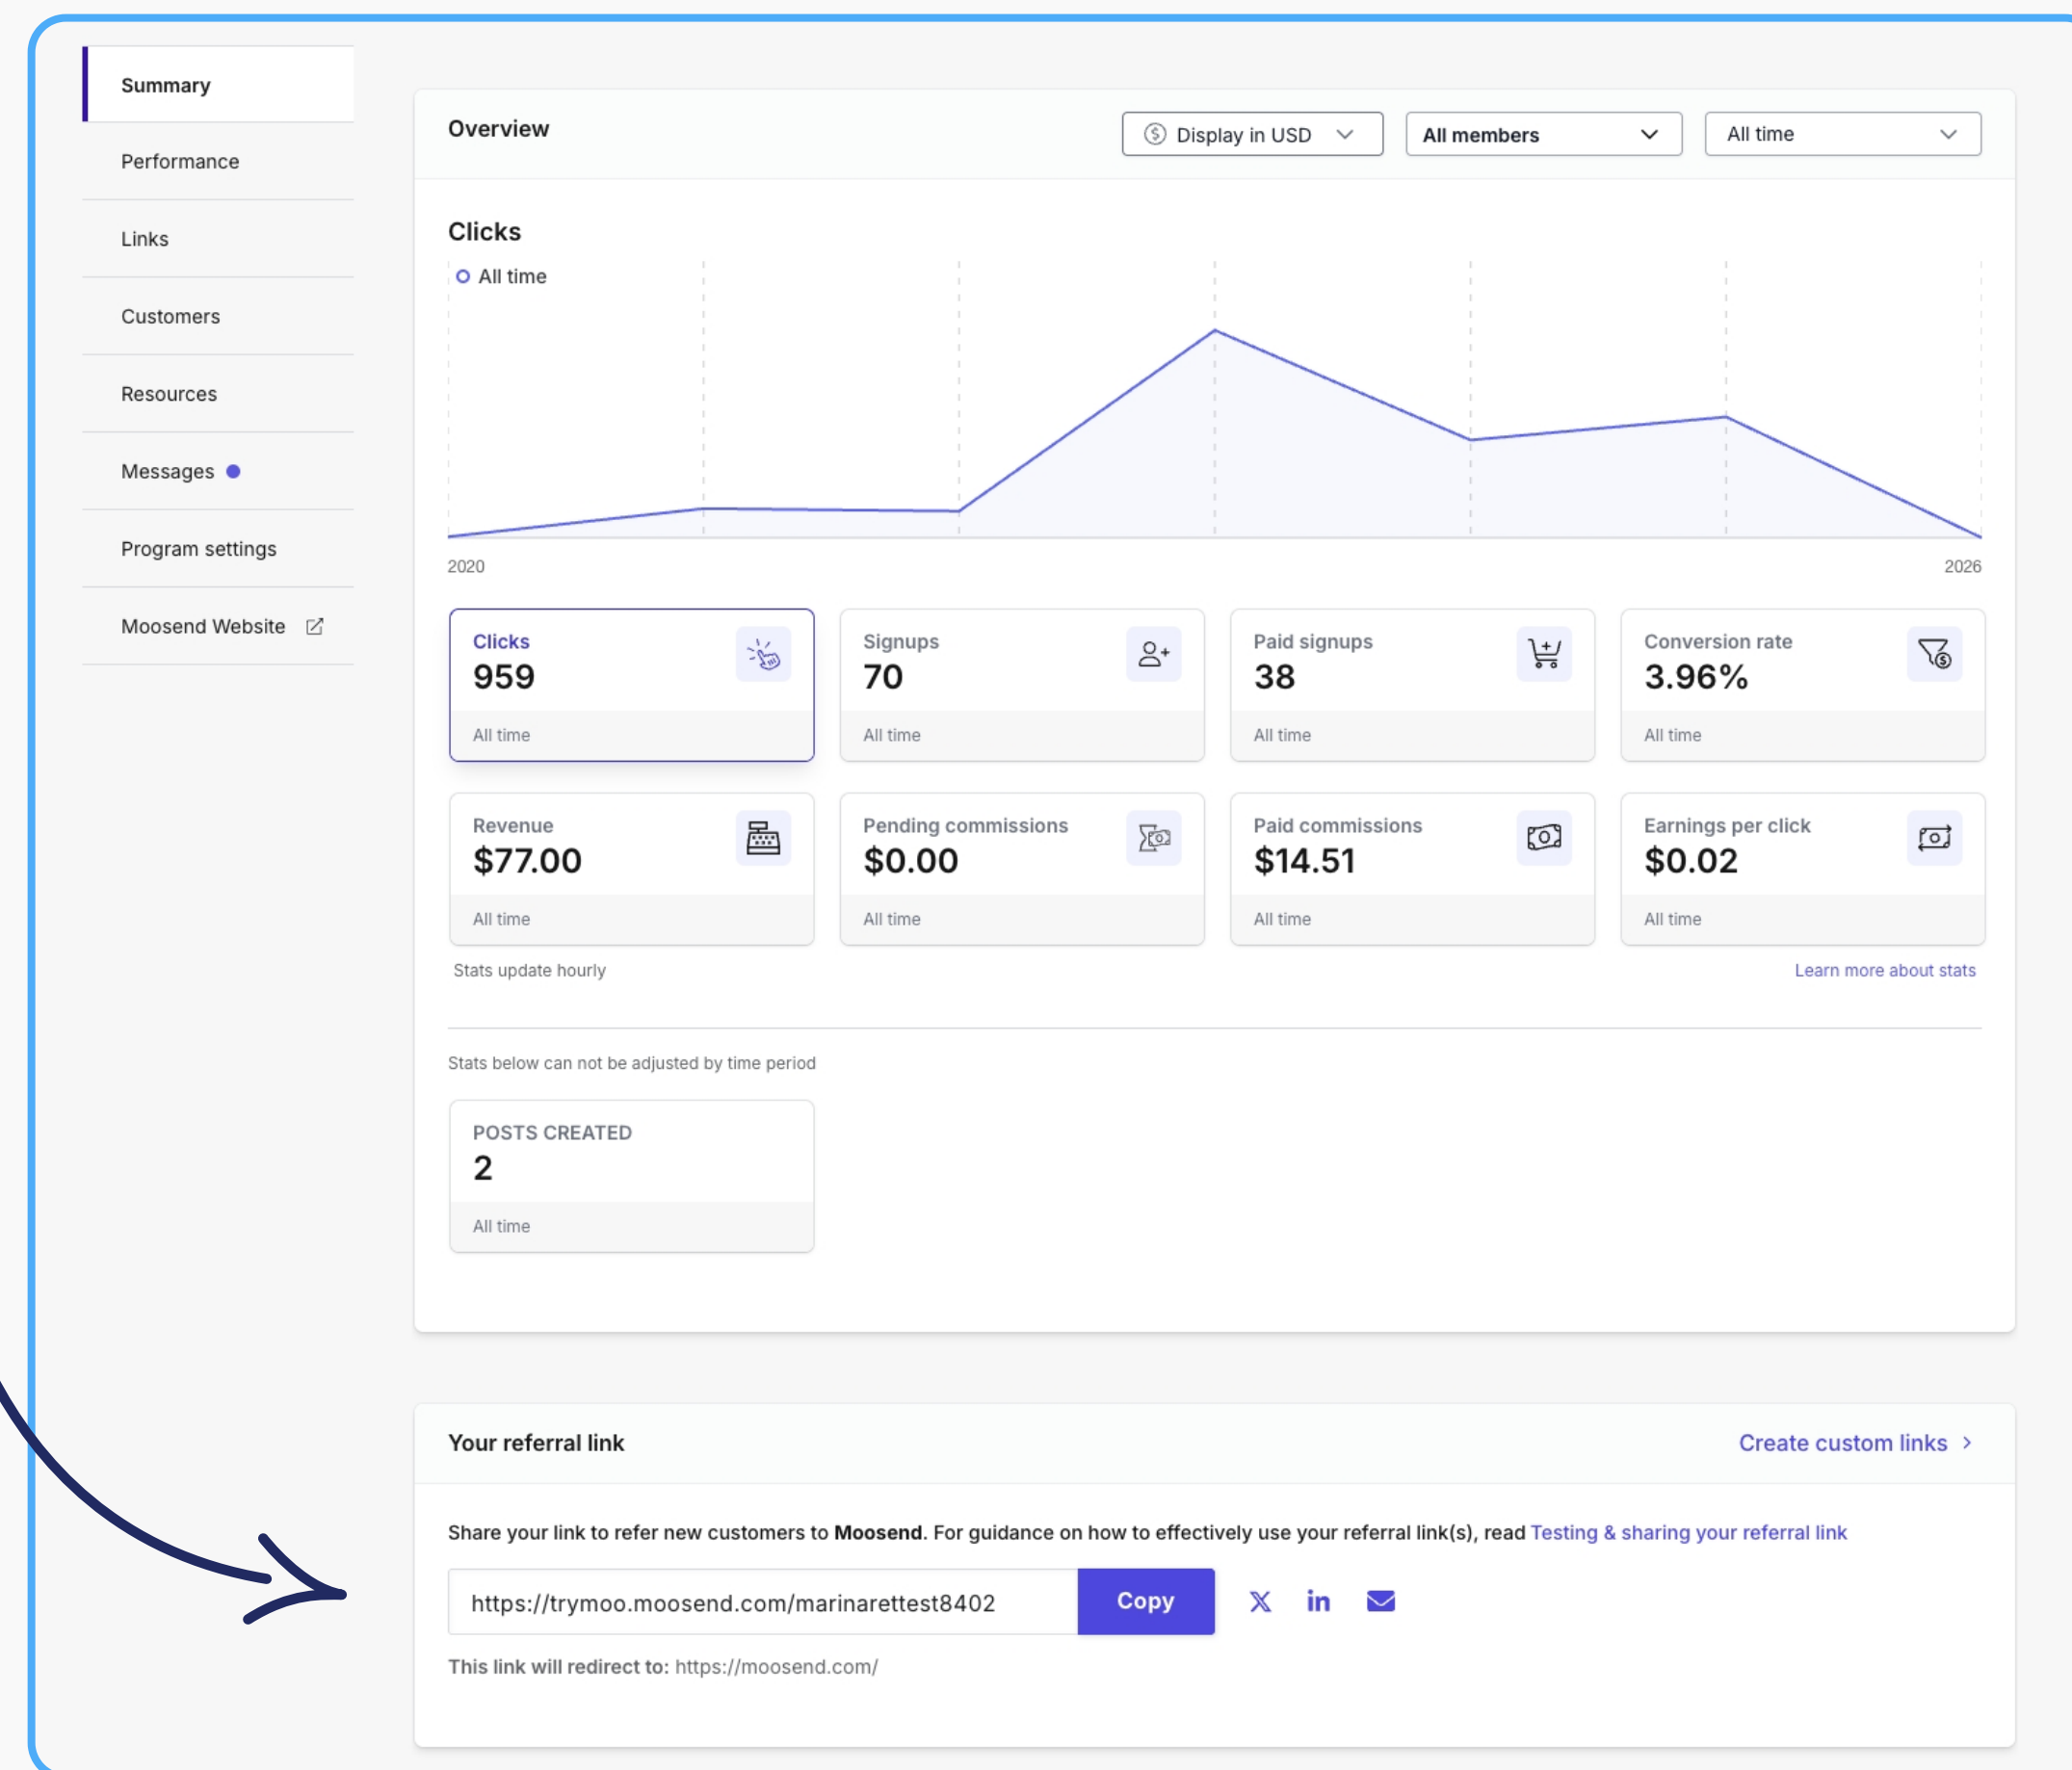 Summary
Performance
Links
Customers
Resources
Messages
Program settings
Moosend Website
Overview
Display in USD
All members
All time
Clicks
All time
2020
2026
Clicks
959
All time
Signups
70
All time
Paid signups
38
All time
Conversion rate
3.96%
All time
Revenue
$77.00
All time
Pending commissions
$0.00
All time
Paid commissions
$14.51
All time
Earnings per click
$0.02
All time
Stats update hourly
Learn more about stats
Stats below can not be adjusted by time period
POSTS CREATED
2
All time
Your referral link
Create custom links
Share your link to refer new customers to Moosend. For guidance on how to effectively use your referral link(s), read Testing & sharing your referral link
https://trymoo.moosend.com/marinarettest8402
Copy
This link will redirect to: https://moosend.com/